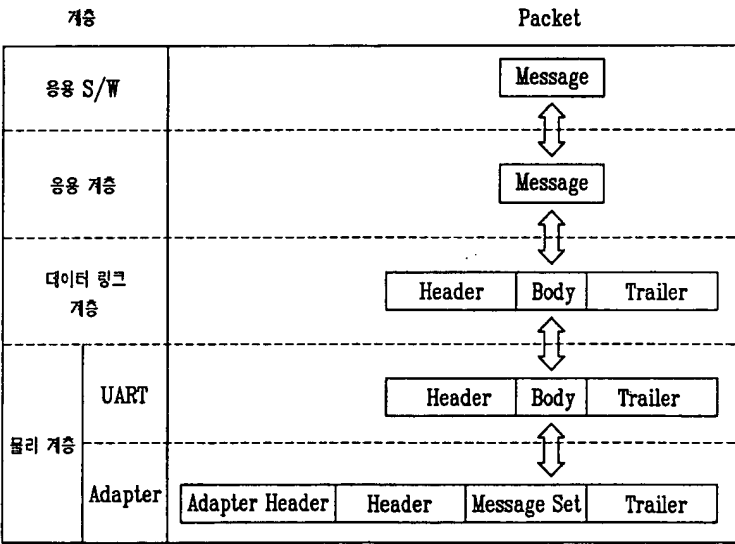 계층 Packet
응용 S/W Message
응용 계층 Message
데이터 링크
계층
Header Body Trailer
물리 계층
UART Header Body Trailer
Adapter Adapter Header Header Message Set Trailer